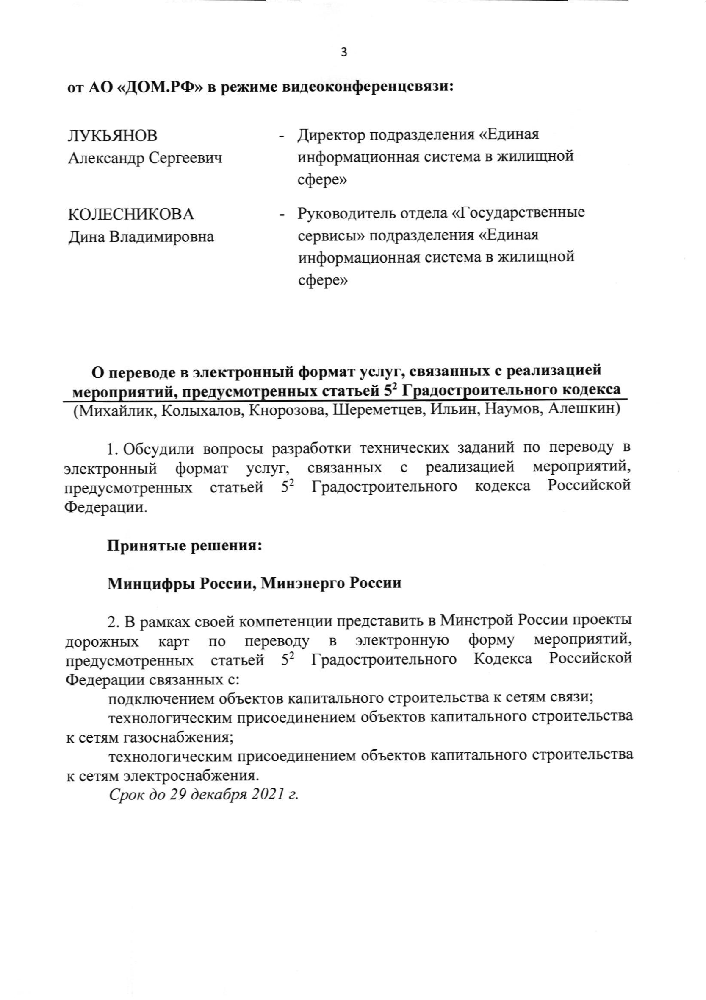 3
от АО «ДОМ.РФ» в режиме видеоконференцсвязи:
ЛУКЬЯНОВ - Директор подразделения «Единая
Александр Сергеевич информационная система в жилищной
сфере»
КОЛЕСНИКОВА - Руководитель отдела «Государственные
Дина Владимировна сервисы» подразделения «Единая
информационная система в жилищной
сфере»
О переводе в электронный формат услуг, связанных с реализацией
мероприятий, предусмотренных статьей 5² Градостроительного кодекса
(Михайлик, Колыхалов, Кнорозова, Шереметцев, Ильин, Наумов, Алешкин)
1. Обсудили вопросы разработки технических заданий по переводу в
электронный формат услуг, связанных с реализацией мероприятий,
предусмотренных статьей 5² Градостроительного кодекса Российской
Федерации.
Принятые решения:
Минцифры России, Минэнерго России
2. В рамках своей компетенции представить в Минстрой России проекты
дорожных карт по переводу в электронную форму мероприятий,
предусмотренных статьей 5² Градостроительного Кодекса Российской
Федерации связанных с:
подключением объектов капитального строительства к сетям связи;
технологическим присоединением объектов капитального строительства
к сетям газоснабжения;
технологическим присоединением объектов капитального строительства
к сетям электроснабжения.
Срок до 29 декабря 2021 г.